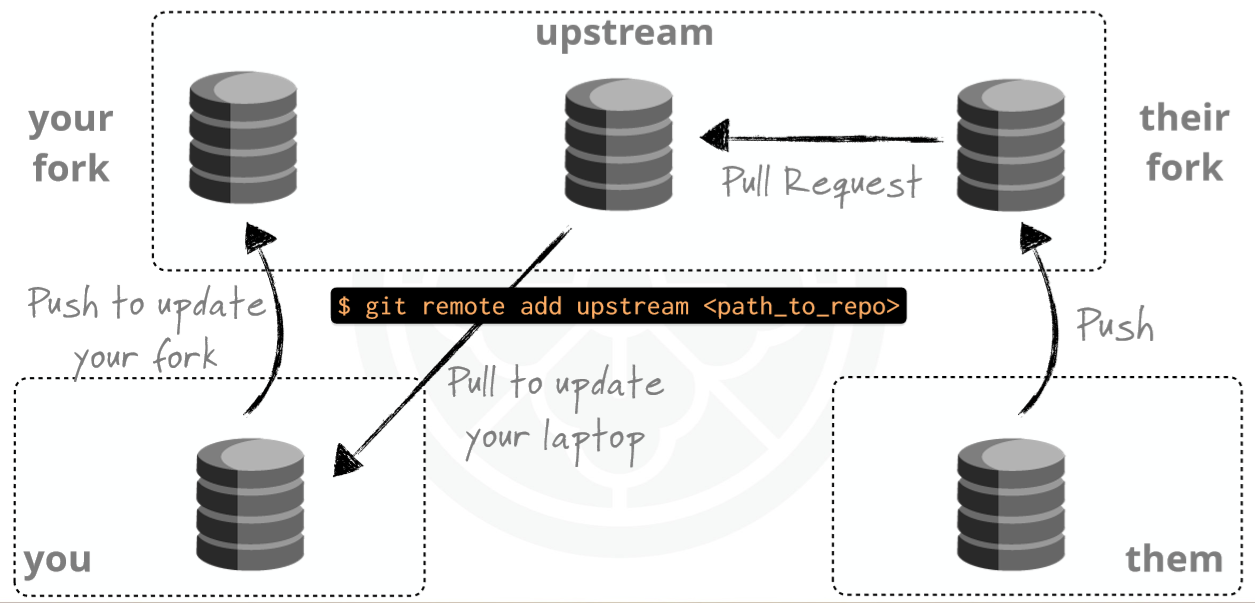 upstream
your
fork
their
fork
Pull Request
Push to update
your fork
$ git remote add upstream <path_to_repo>
Push
Pull to update
your laptop
you
them